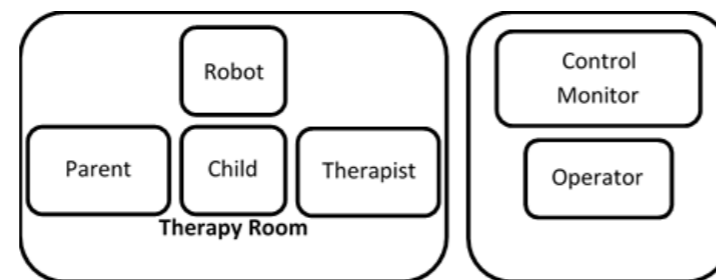 Robot
Parent
Child
Therapist
Therapy Room
Control
Monitor
Operator